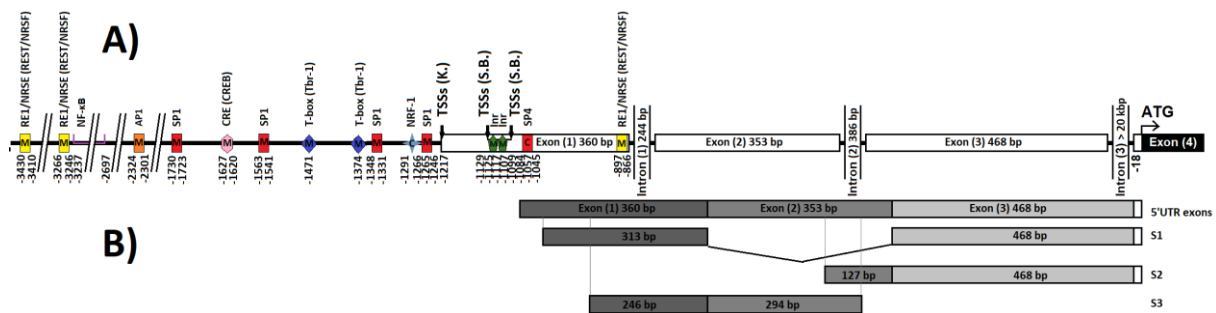 A)
RE1/NRSE (REST/NRSF)
RE1/NRSE (REST/NRSF)
NF-κB
AP1
SP1
CRE (CREB)
SP1
T-box (Tbr-1)
T-box (Tbr-1)
SP1
NRF-1
SP1
TSSs (K.)
TSSs (S.B.)
Inr
Inr
TSSs (S.B.)
SP4
RE1/NRSE (REST/NRSF)
Intron (1) 244 bp
Intron (2) 386 bp
Intron (3) > 20 kbp
ATG
M M M M M M M M M M M M M C
Exon (1) 360 bp
M
Exon (2) 353 bp
Exon (3) 468 bp
Exon (4)
-3430
-3410
-3266
-3246
-3237
-2697
-2324
-2301
-1730
-1723
-1627
-1620
-1563
-1541
-1471
-1374
-1348
-1331
-1291
-1266
-1265
-1246
-1217
-1129
-1125
-1117
-1107
-1099
-1084
-1057
-1045
-897
-866
-18
B)
Exon (1) 360 bp Exon (2) 353 bp Exon (3) 468 bp 5'UTR exons
313 bp 468 bp S1
127 bp 468 bp S2
246 bp 294 bp S3